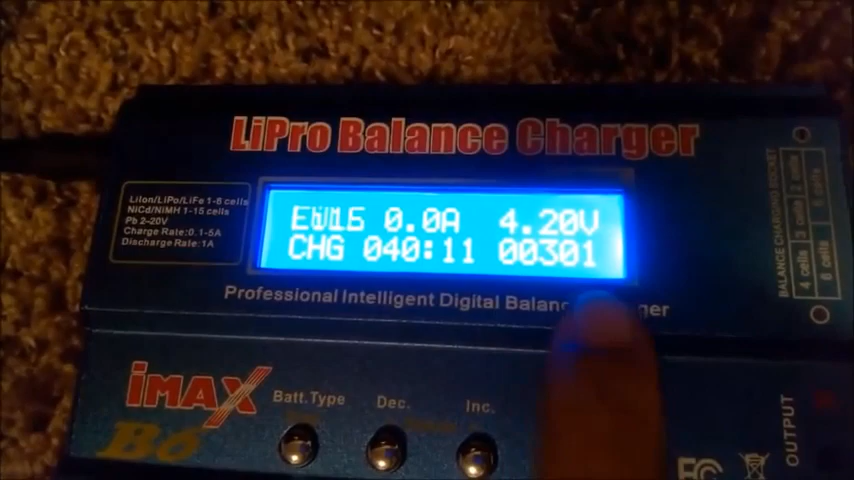 LiPro Balance Charger
LiIon/LiPo/LiFe 1-6 cells
NiCd/NiMH 1-15 cells
Pb 2-20V
Charge Rate:0.1-5A
Discharge Rate:1A
0.0A 4.20V
CHG 040:11 00301
Professional Intelligent Digital
BALANCE CHARGING SOCKET
2 cells
3 cells
4 cells
5 cells
6 cells
iMAX
B6
Batt.Type
Dec.
Inc.
OUTPUT
FC